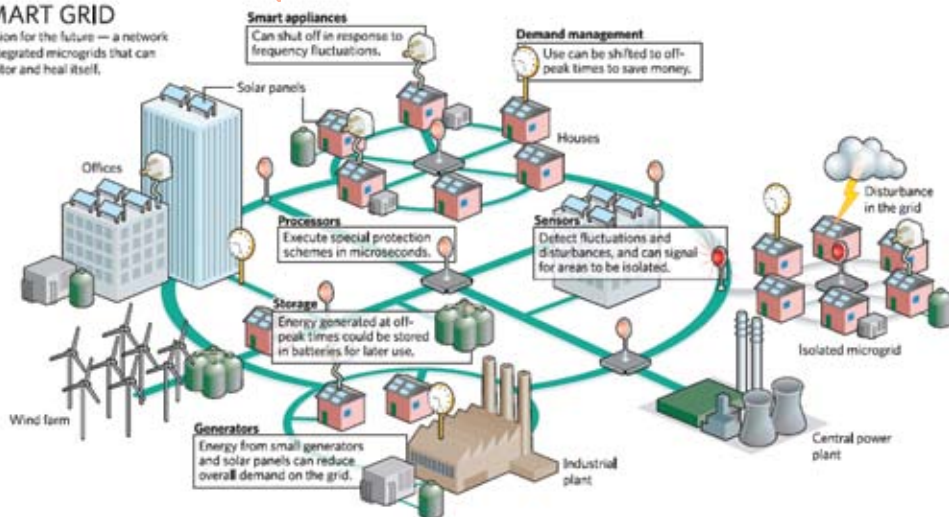 MART GRID
ion for the future — a network
tegrated microgrids that can
tor and heal itself.
Smart appliances
Can shut off in response to
frequency fluctuations.
Demand management
Use can be shifted to off-
peak times to save money.
Solar panels
Houses
Offices
Disturbance
in the grid
Processors
Execute special protection
schemes in microseconds.
Sensors
Detect fluctuations and
disturbances, and can signal
for areas to be isolated.
Storage
Energy generated at off-
peak times could be stored
in batteries for later use.
Isolated microgrid
Wind farm
Generators
Energy from small generators
and solar panels can reduce
overall demand on the grid.
Industrial
plant
Central power
plant